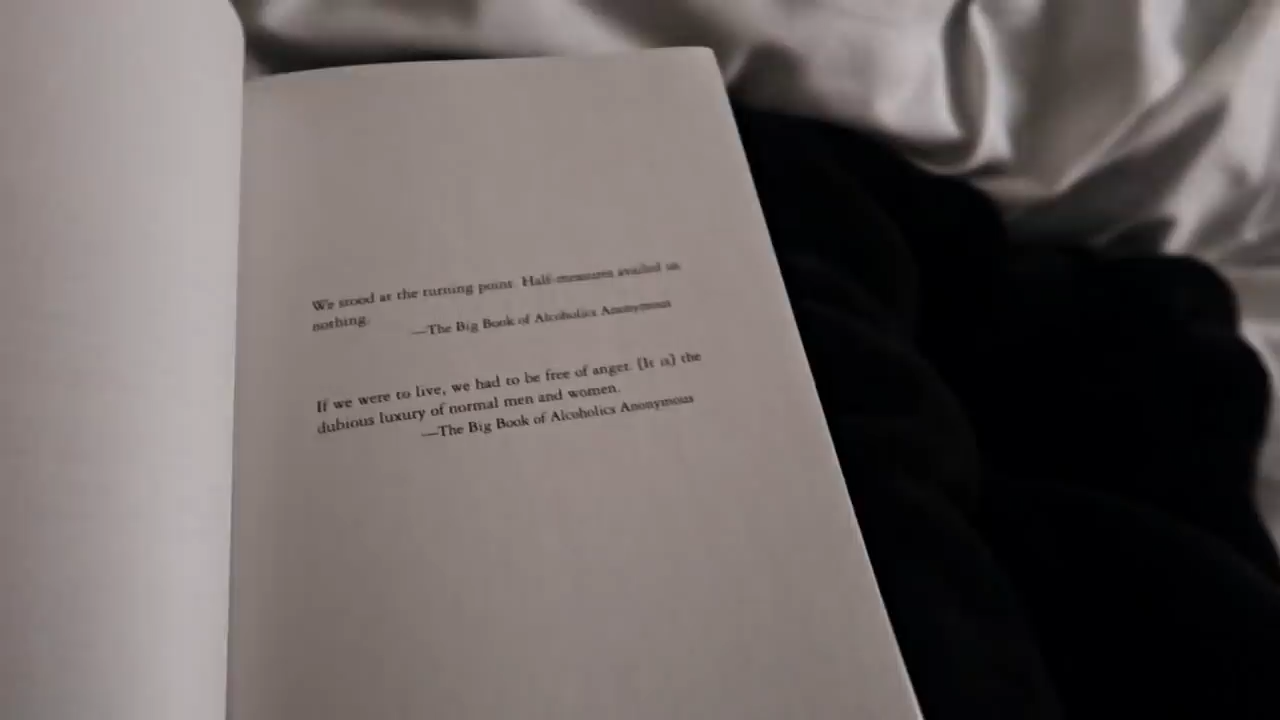 We stood at the turning point. Half-measures availed us
nothing.
—The Big Book of Alcoholics Anonymous
If we were to live, we had to be free of anger. [It is] the
dubious luxury of normal men and women.
—The Big Book of Alcoholics Anonymous